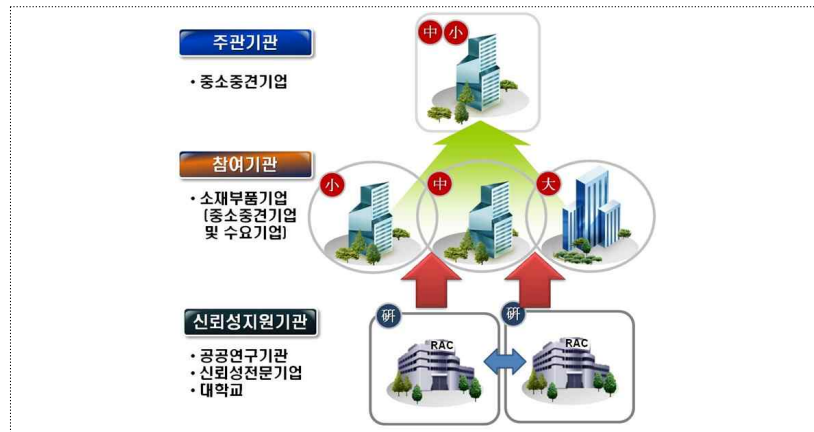 주관기관
• 중소중견기업
中 小
참여기관
• 소재부품기업
(중소중견기업
및 수요기업)
小
中
大
신뢰성지원기관
• 공공연구기관
• 신뢰성전문기업
• 대학교
研
研
RAC
RAC